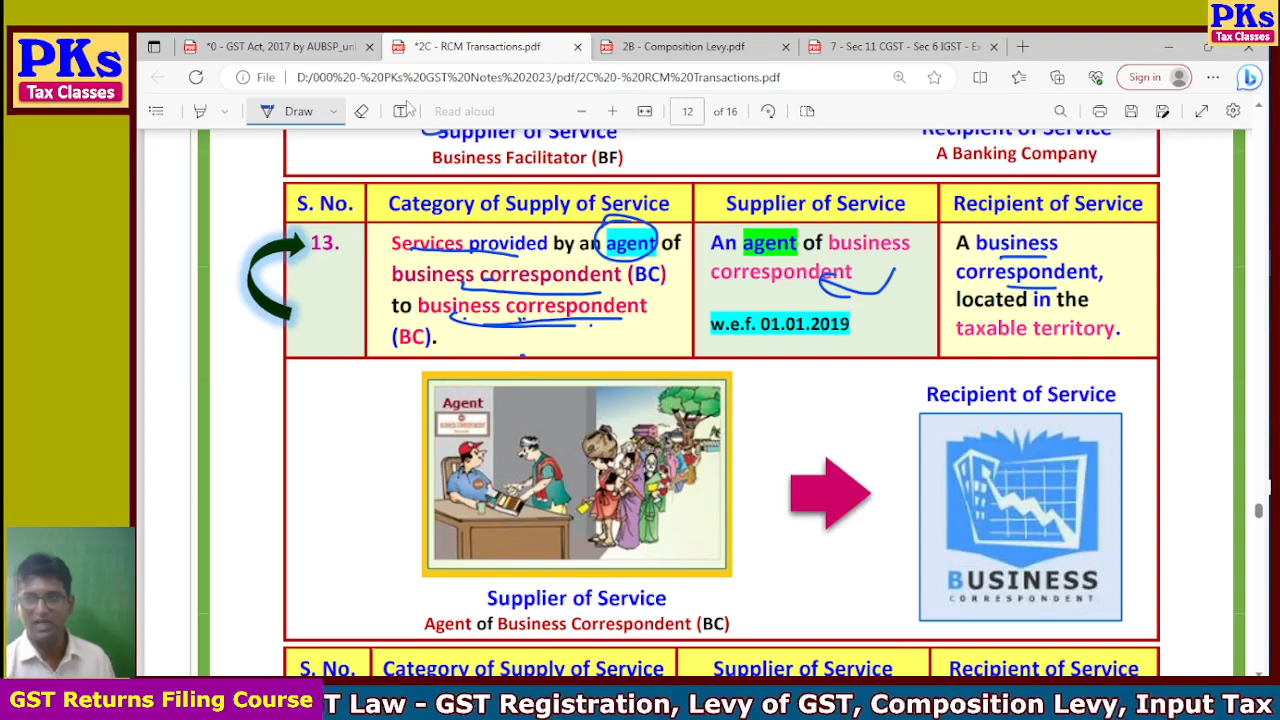 PKs
Tax Classes
PKs
Tax Classes
*0 - GST Act, 2017 by AUBSP_unl
*2C - RCM Transactions.pdf
2B - Composition Levy.pdf
7 - Sec 11 CGST - Sec 6 IGST - Ex
File
D:/000%20-%20PKs%20GST%20Notes%202023/pdf/2C%20-%20RCM%20Transactions.pdf
Sign in
Draw
Read aloud
12 of 16
Supplier of Service
Recipient of Service
Business Facilitator (BF)
A Banking Company
S. No.
Category of Supply of Service
Supplier of Service
Recipient of Service
13.
Services provided by an agent of
business correspondent (BC)
to business correspondent
(BC).
An agent of business
correspondent
w.e.f. 01.01.2019
A business
correspondent,
located in the
taxable territory.
Agent
Recipient of Service
BUSINESS
CORRESPONDENT
Supplier of Service
Agent of Business Correspondent (BC)
S. No.
Category of Supply of Service
Supplier of Service
Recipient of Service
GST Returns Filing Course
T Law - GST Registration, Levy of GST, Composition Levy, Input Tax